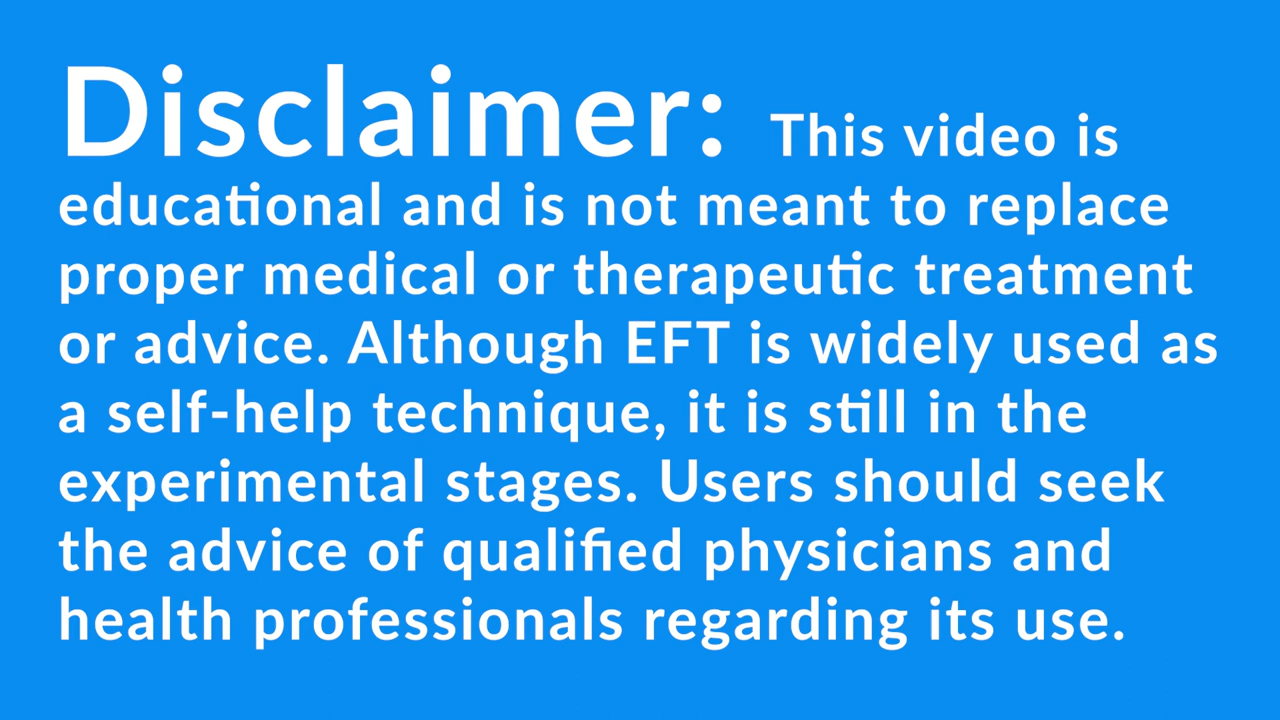 Disclaimer: This video is
educational and is not meant to replace
proper medical or therapeutic treatment
or advice. Although EFT is widely used as
a self-help technique, it is still in the
experimental stages. Users should seek
the advice of qualified physicians and
health professionals regarding its use.